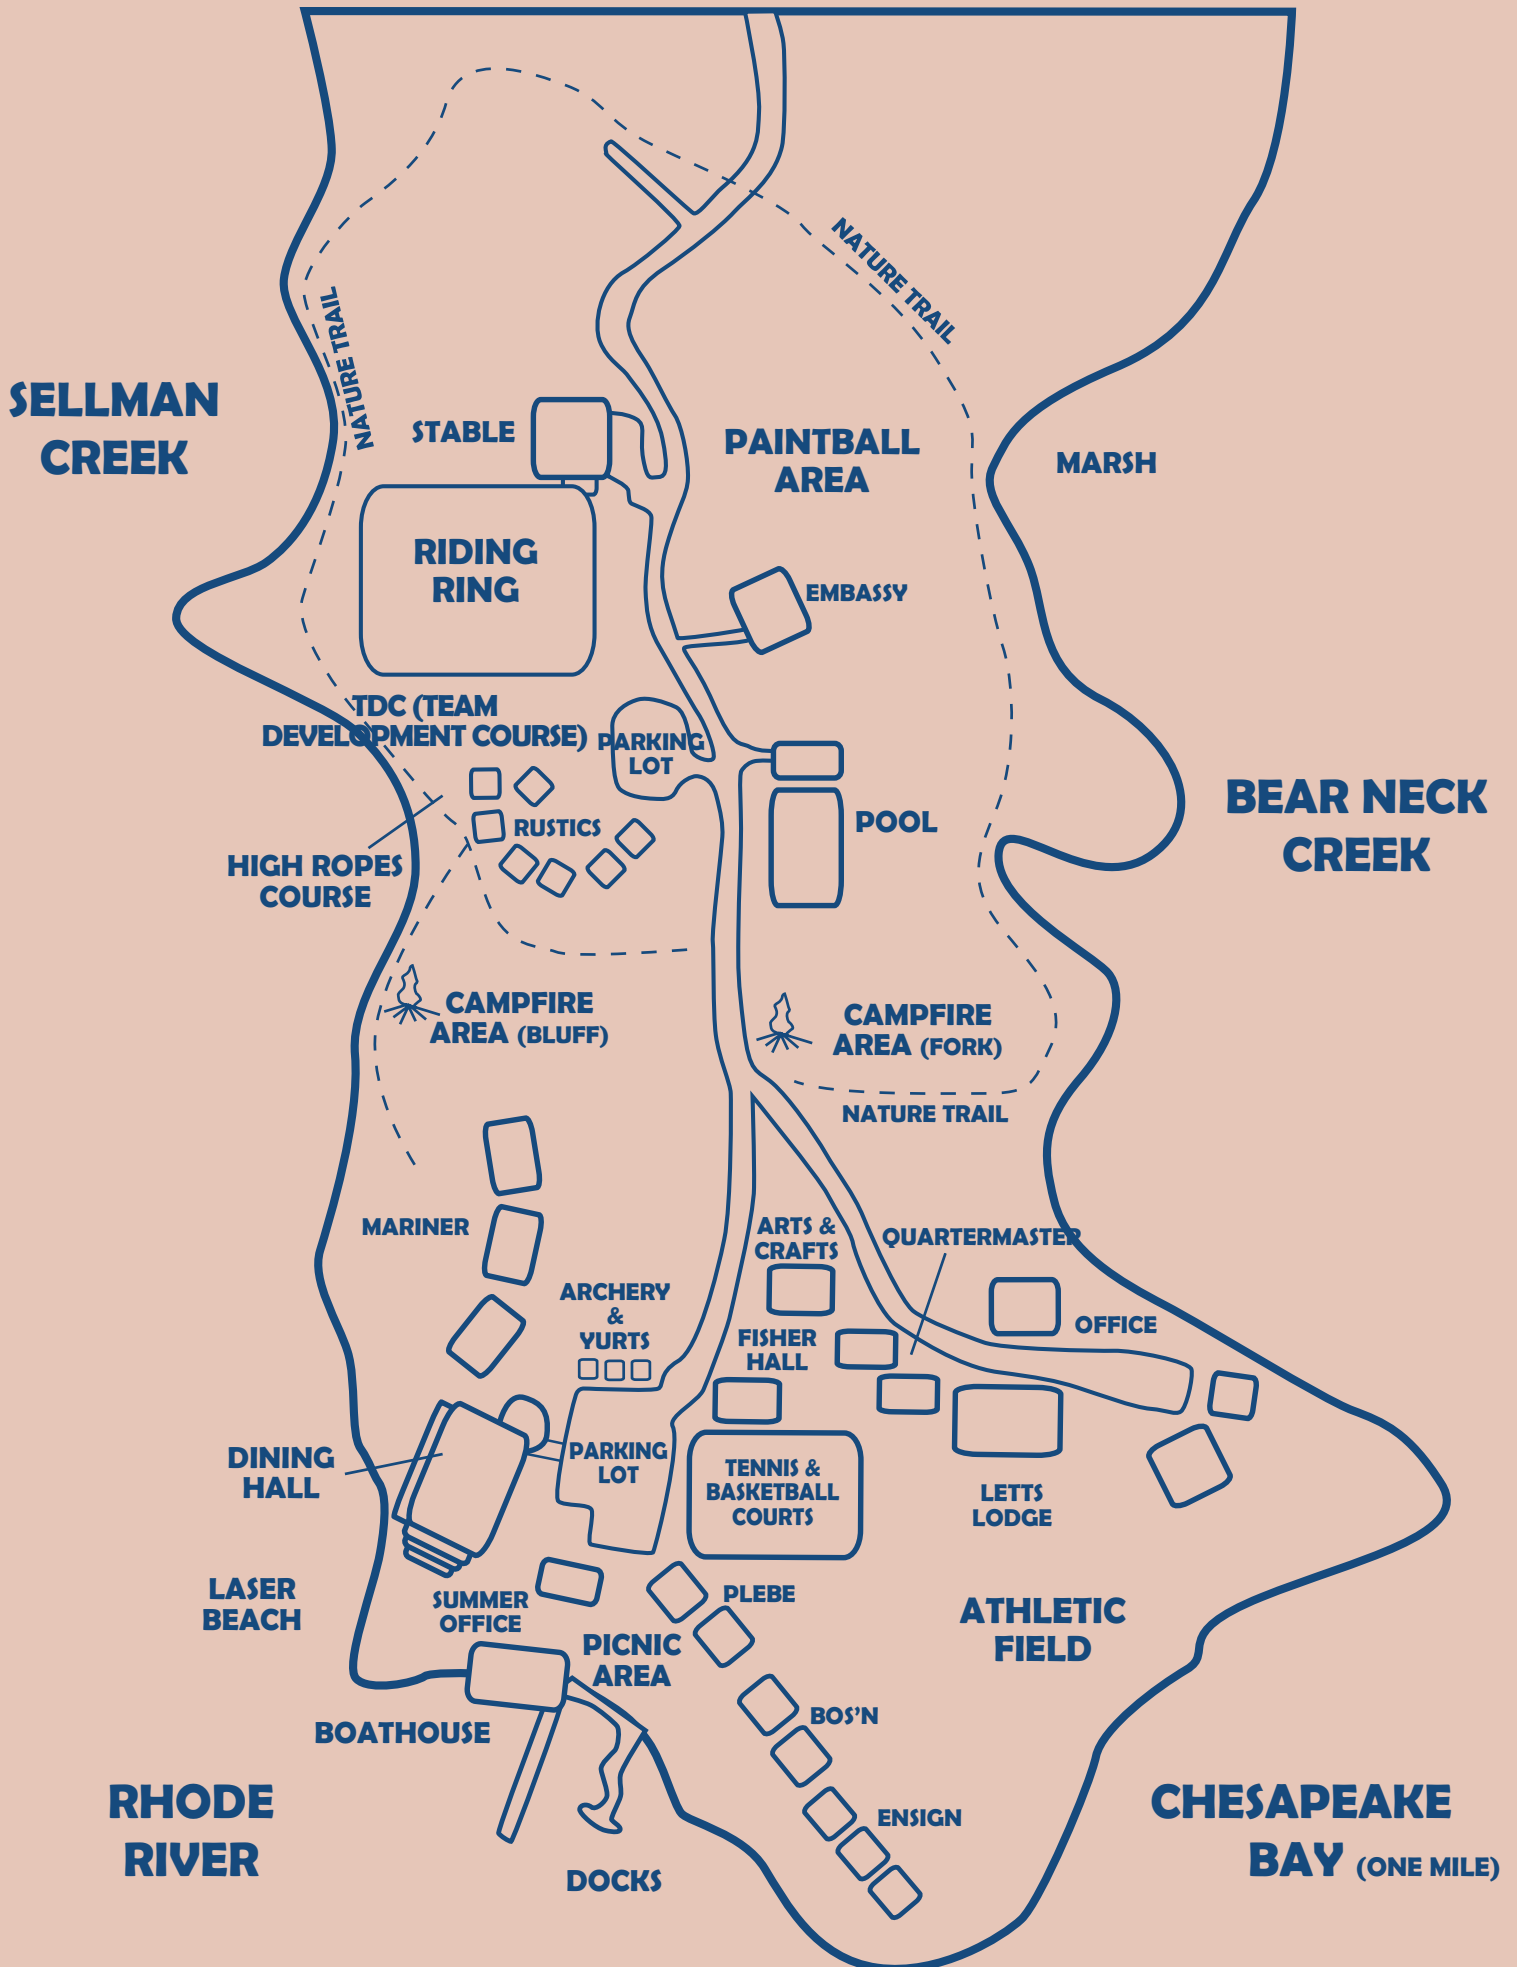 NATURE TRAIL
NATURE TRAIL
SELLMAN
CREEK
STABLE
PAINTBALL
AREA
MARSH
RIDING
RING
EMBASSY
TDC (TEAM
DEVELOPMENT COURSE)
PARKING
LOT
BEAR NECK
CREEK
POOL
RUSTICS
HIGH ROPES
COURSE
CAMPFIRE
AREA (BLUFF)
CAMPFIRE
AREA (FORK)
NATURE TRAIL
MARINER
ARTS &
CRAFTS
QUARTERMASTER
ARCHERY
&
YURTS
FISHER
HALL
OFFICE
DINING
HALL
PARKING
LOT
TENNIS &
BASKETBALL
COURTS
LETTS
LODGE
LASER
BEACH
SUMMER
OFFICE
PLEBE
ATHLETIC
FIELD
PICNIC
AREA
BOATHOUSE
BOS'N
RHODE
RIVER
ENSIGN
CHESAPEAKE
BAY (ONE MILE)
DOCKS